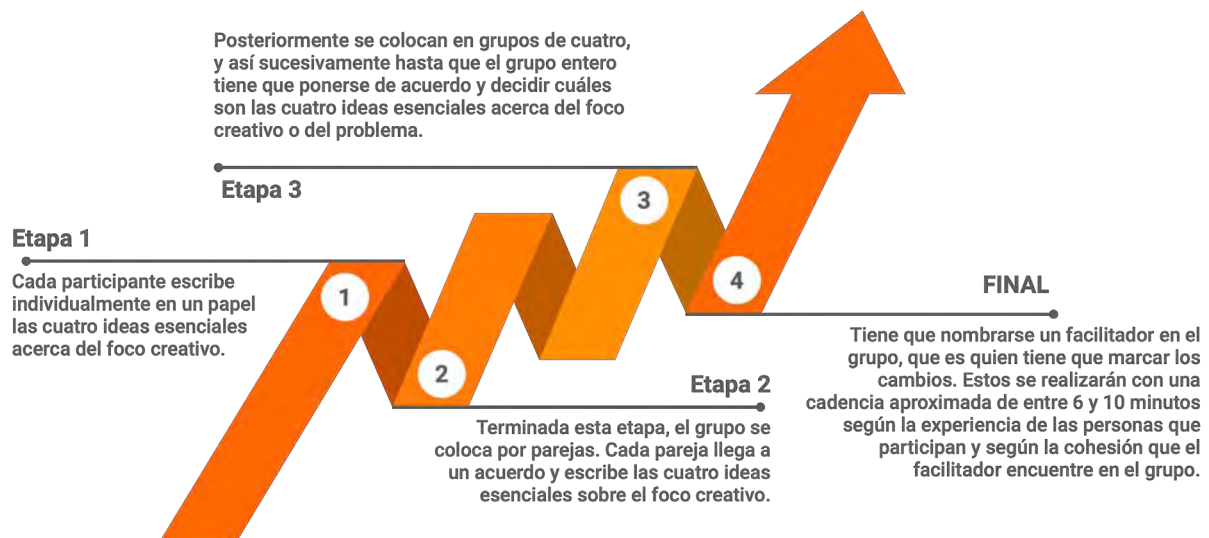 Etapa 1
Cada participante escribe
individualmente en un papel
las cuatro ideas esenciales
acerca del foco creativo.
1
2
Etapa 2
Terminada esta etapa, el grupo se
coloca por parejas. Cada pareja llega a
un acuerdo y escribe las cuatro ideas
esenciales sobre el foco creativo.
Posteriormente se colocan en grupos de cuatro,
y así sucesivamente hasta que el grupo entero
tiene que ponerse de acuerdo y decidir cuáles
son las cuatro ideas esenciales acerca del foco
creativo o del problema.
Etapa 3
3
4
FINAL
Tiene que nombrarse un facilitador en el
grupo, que es quien tiene que marcar los
cambios. Estos se realizarán con una
cadencia aproximada de entre 6 y 10 minutos
según la experiencia de las personas que
participan y según la cohesión que el
facilitador encuentre en el grupo.